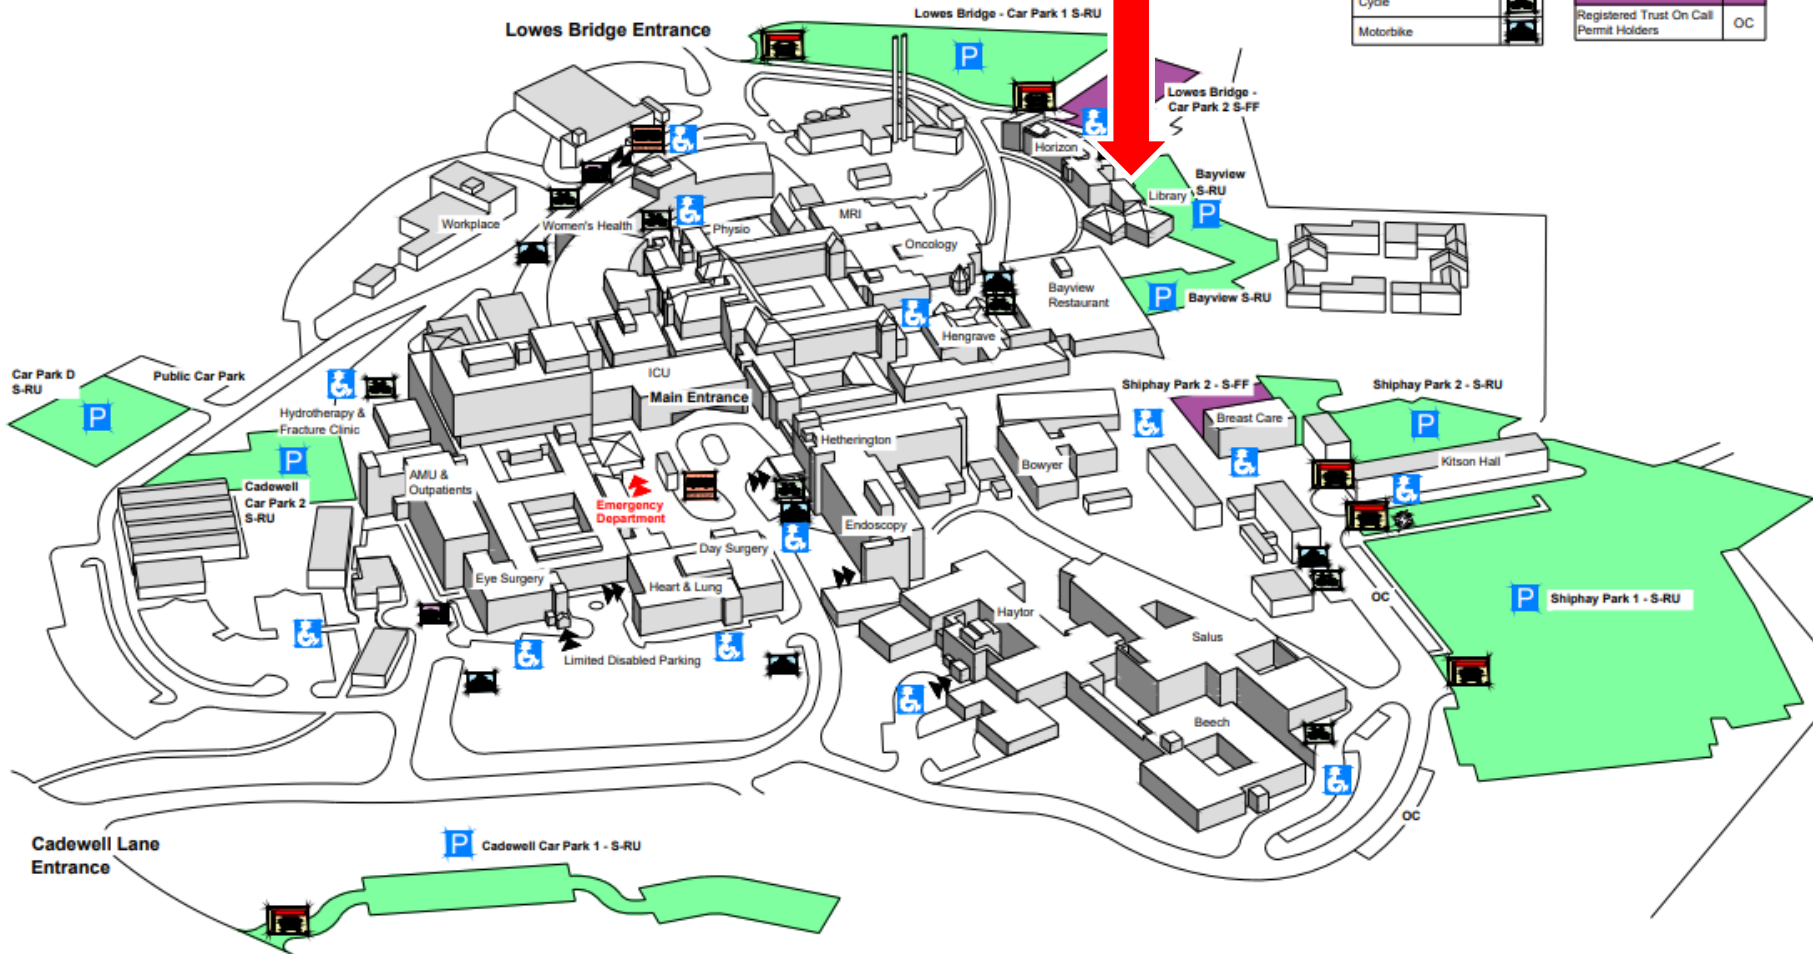 Lowes Bridge - Car Park 1 S-RU
Cycle
Registered Trust On Call
Permit Holders
OC
Motorbike
Lowes Bridge Entrance
P
Lowes Bridge -
Car Park 2 S-FF
Horizon
Bayview
S-RU
Library
P
Workplace
Women's Health
Physio
MRI
Oncology
Bayview
Restaurant
P
Bayview S-RU
Hengrave
Car Park D
S-RU
P
Public Car Park
ICU
Main Entrance
Shiphay Park 2 - S-FF
Shiphay Park 2 - S-RU
P
Hydrotherapy &
Fracture Clinic
P
Breast Care
Hetherington
Bowyer
Kitson Hall
AMU &
Outpatients
Cadewell
Car Park 2
S-RU
Emergency
Department
Endoscopy
Day Surgery
Eye Surgery
Heart & Lung
Haytor
Salus
OC
P
Shiphay Park 1 - S-RU
Limited Disabled Parking
Beech
OC
Cadewell Lane
Entrance
P
Cadewell Car Park 1 - S-RU